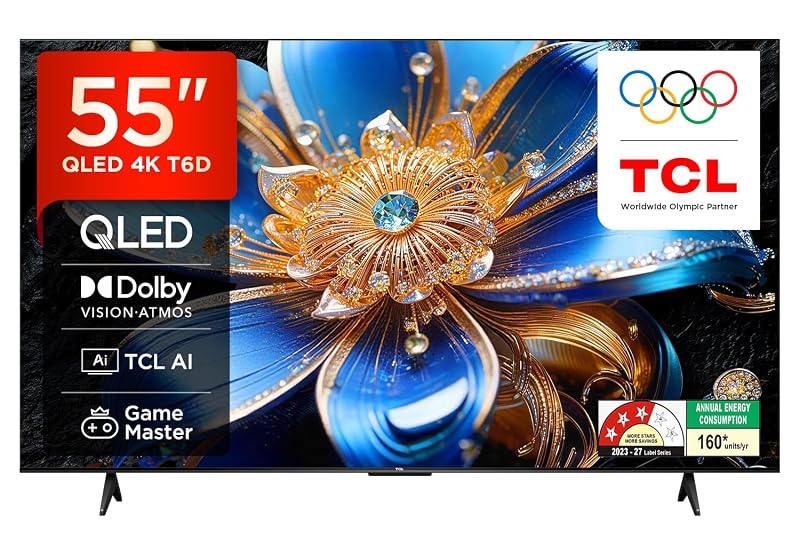 55"
QLED 4K T6D
QLED
Dolby
VISION·ATMOS
Ai TCL AI
Game
Master
TCL
Worldwide Olympic Partner
MORE STARS
MORE SAVINGS
2023 - 27 Label Series
ANNUAL ENERGY
CONSUMPTION
160* units/yr
TCL